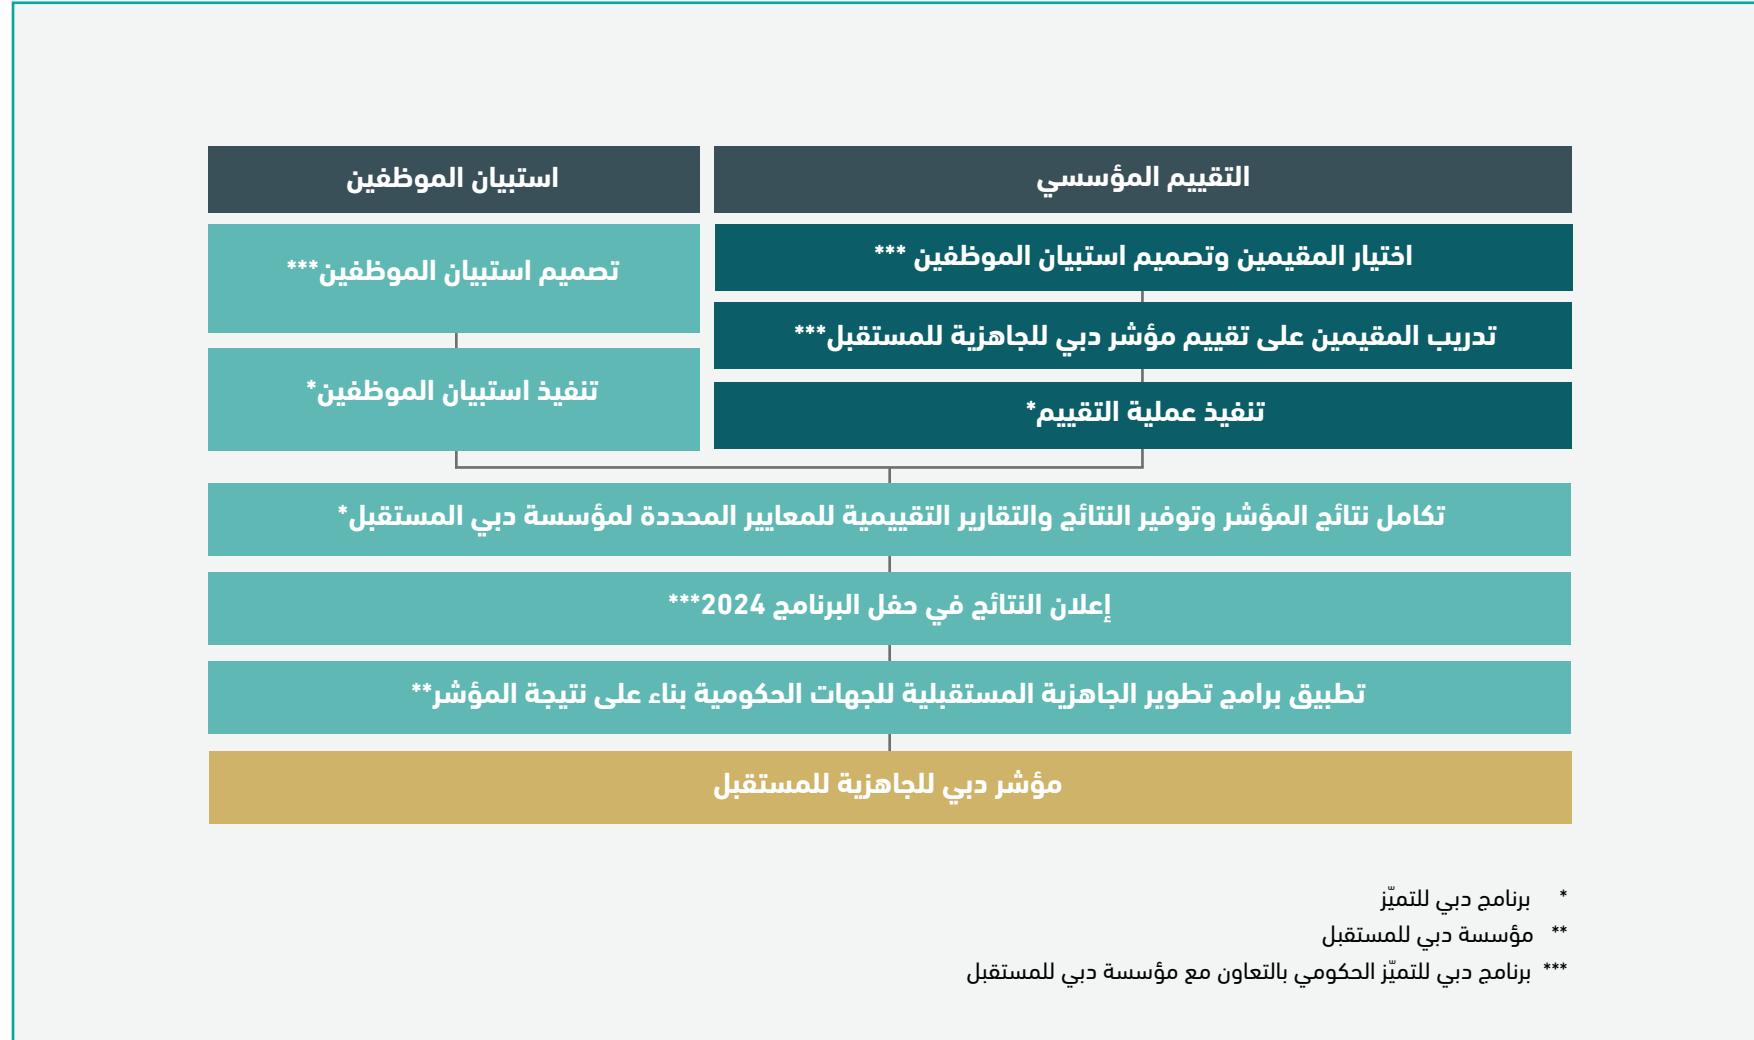 التقييم المؤسسي
اختيار المقيمين وتصميم استبيان الموظفين ***
تدريب المقيمين على تقييم مؤشر دبي للجاهزية للمستقبل***
تنفيذ عملية التقييم*
استبيان الموظفين
تصميم استبيان الموظفين***
تنفيذ استبيان الموظفين*
تكامل نتائج المؤشر وتوفير النتائج والتقارير التقييمية للمعايير المحددة لمؤسسة دبي المستقبل*
إعلان النتائج في حفل البرنامج 2024***
تطبيق برامج تطوير الجاهزية المستقبلية للجهات الحكومية بناء على نتيجة المؤشر**
مؤشر دبي للجاهزية للمستقبل
* برنامج دبي للتميّز
** مؤسسة دبي للمستقبل
*** برنامج دبي للتميّز الحكومي بالتعاون مع مؤسسة دبي للمستقبل